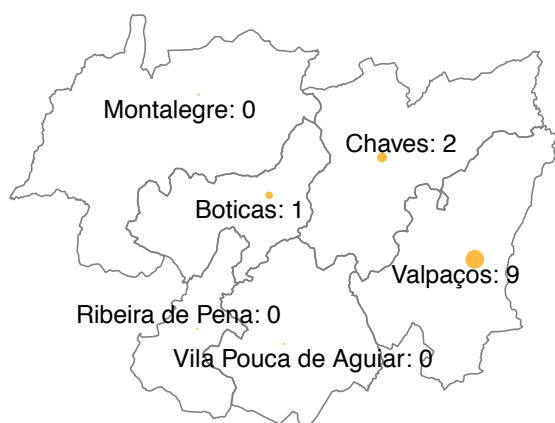 Montalegre: 0
Chaves: 2
Boticas: 1
Valpaços: 9
Ribeira de Pena: 0
Vila Pouca de Aguiar: 0